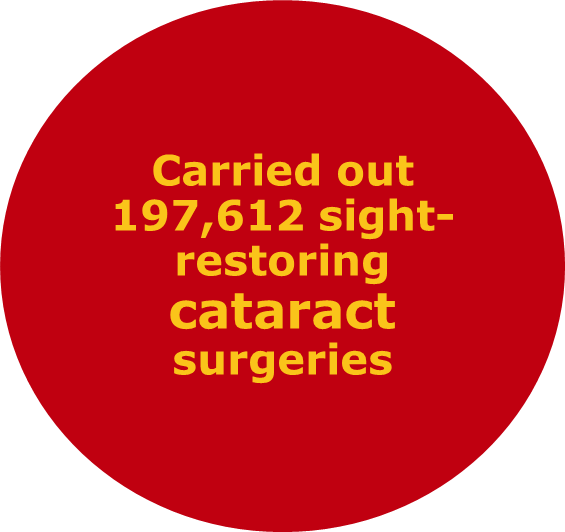 Carried out
197,612 sight-
restoring
cataract
surgeries